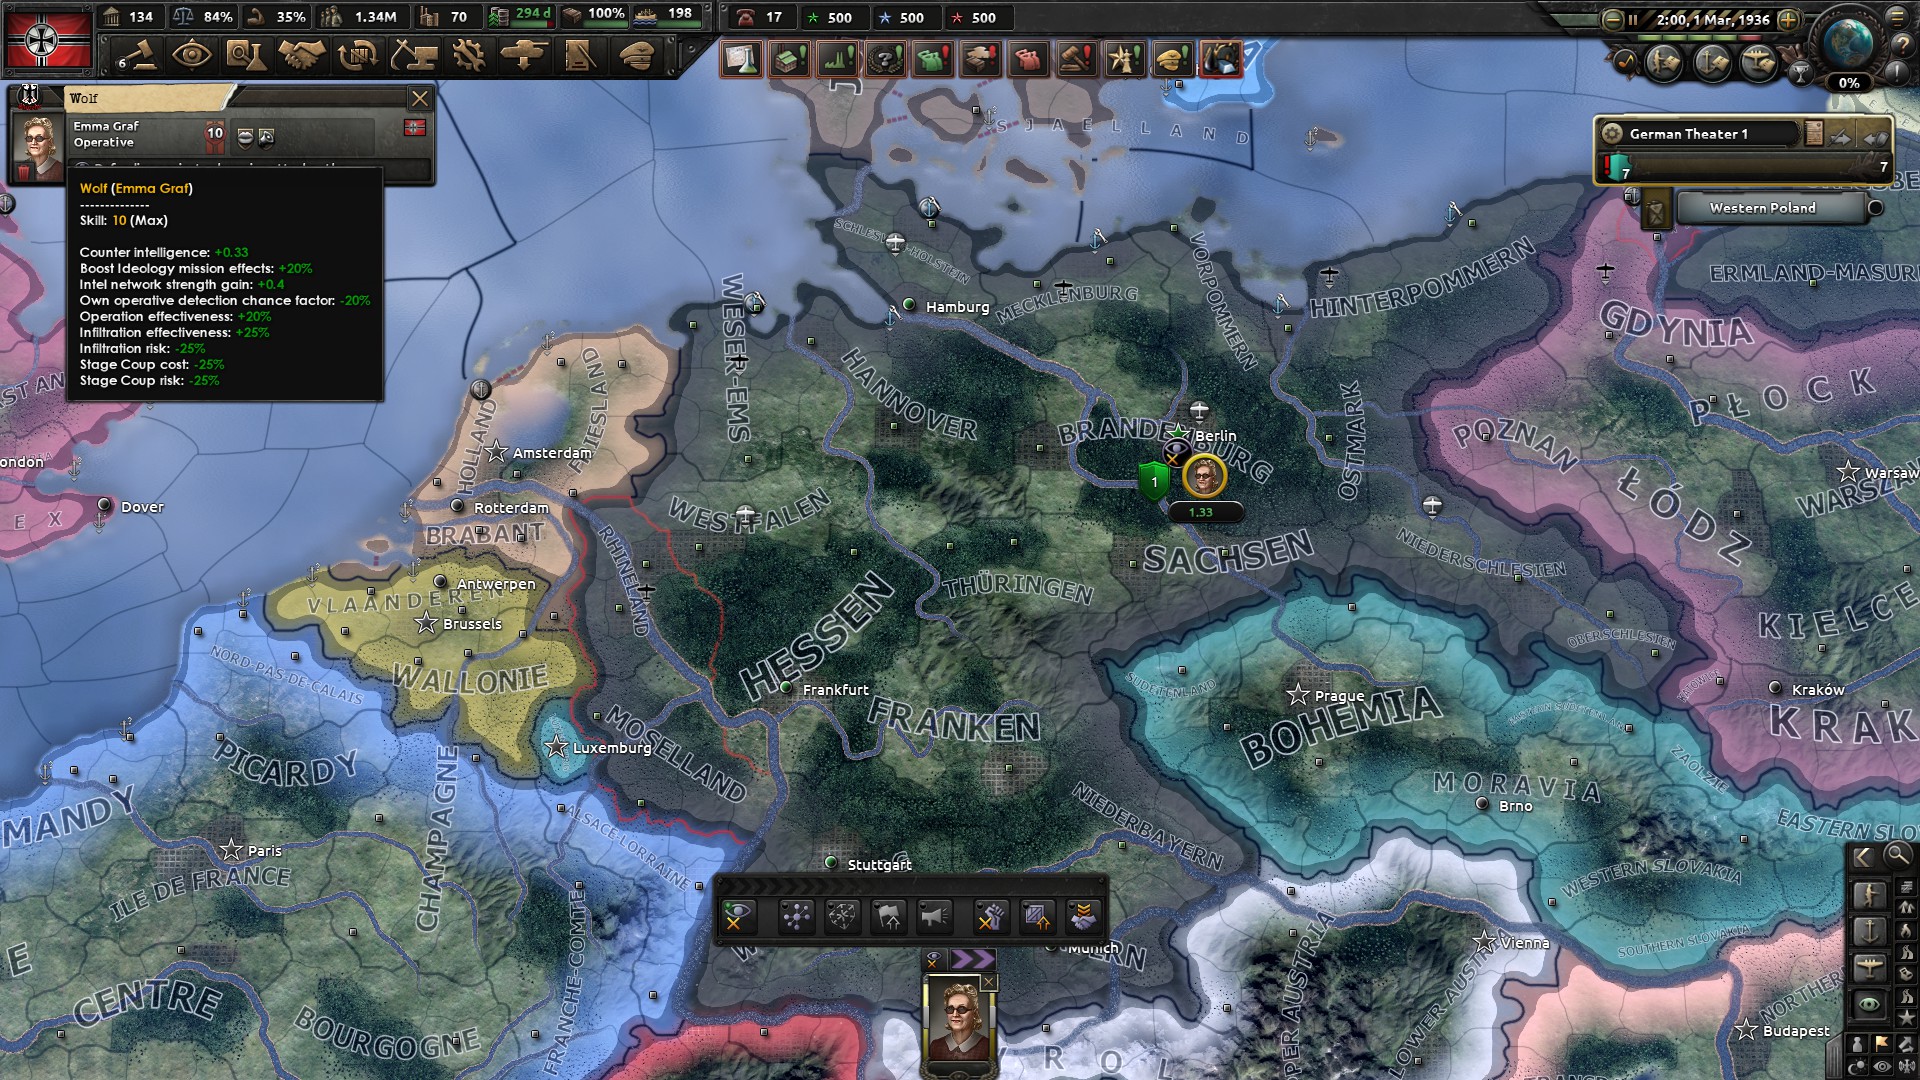 134
84%
35%
1.34M
70
294 d
100%
198
17
500
500
500
2:00, 1 Mar, 1936
6
0%
Wolf
Emma Graf
Operative
10
Wolf (Emma Graf)
--------------
Skill: 10 (Max)
Counter intelligence: +0.33
Boost Ideology mission effects: +20%
Intel network strength gain: +0.4
Own operative detection chance factor: -20%
Operation effectiveness: +20%
Infiltration effectiveness: +25%
Infiltration risk: -25%
Stage Coup cost: -25%
Stage Coup risk: -25%
German Theater 1
7
7
Western Poland
SJAELLAND
SCHLESWIG-HOLSTEIN
Hamburg
MECKLENBURG
VORPOMMERN
HINTERPOMMERN
ERMLAND-MASUR
GDYNIA
PŁOCK
WESER-EMS
HANNOVER
BRANDENBURG
Berlin
1
1.33
OSTMARK
POZNAN
ŁÓDZ
Warsaw
WARSZ
FRIESLAND
HOLLAND
Amsterdam
Rotterdam
BRABANT
Dover
EX
WESTFALEN
RHINELAND
SACHSEN
NIEDERSCHLESIEN
THÜRINGEN
HESSEN
KIELCE
OBERSCHLESIEN
Antwerpen
VLAANDEREN
Brussels
WALLONIE
NORD-PAS-DE-CALAIS
Frankfurt
FRANKEN
SUDETENLAND
Prague
BOHEMIA
EASTERN SUDETENLAND
KATOWICE
Kraków
KRAK
MOSELLAND
Luxemburg
PICARDY
MANDY
CHAMPAGNE
ZAOLZIE
MORAVIA
Brno
NIEDERBAYERN
EASTERN SLO
ALSACE-LORRAINE
Paris
ILE DE FRANCE
Stuttgart
WESTERN SLOVAKIA
SOUTHERN SLOVAKIA
Munich
Vienna
UPPER AUSTRIA
LOWER AUSTRIA
CENTRE
BOURGOGNE
FRANCHE-COMTE
NORTHER
Budapest